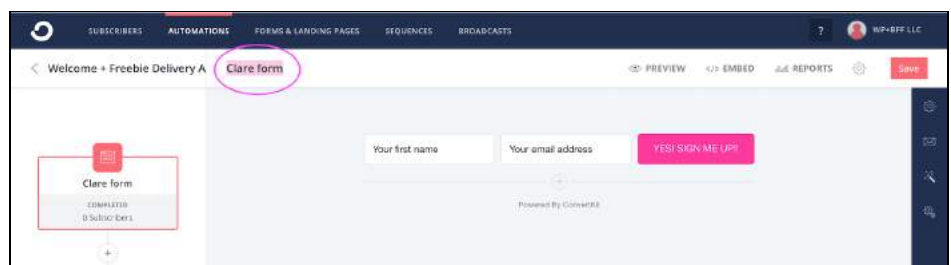 SUBSCRIBERS AUTOMATIONS FORMS & LANDING PAGES SEQUENCES BROADCASTS ? WP+BFF LLC
< Welcome + Freebie Delivery A Clare form PREVIEW </> EMBED REPORTS Save
Your first name Your email address YES! SIGN ME UP!!
Powered By ConvertKit
Clare form
COMPLETED
0 Subscribers
+